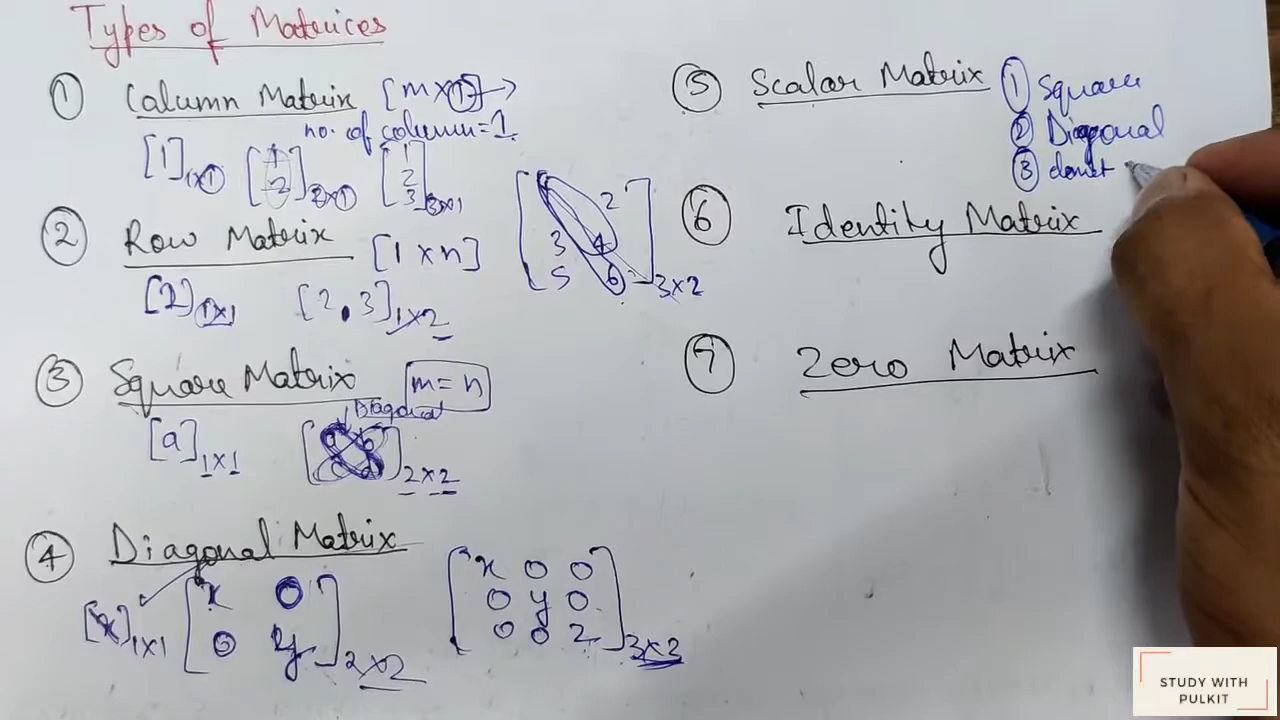 Types of Matrices
① Column Matrix [m×1]→
no. of column=1.
[1]1×1 [1 2]2×1 [1 2 3]3×1
② Row Matrix [1×n]
[2]1×1 [2, 3]1×2
[1 2
3 4
5 6]3×2
③ Square Matrix m=n
Diagonal
[a]1×1 [a b
c d]2×2
④ Diagonal Matrix
[x]1×1 [x 0
0 y]2×2
[x 0 0
0 y 0
0 0 z]3×3
⑤ Scalar Matrix ① Square
② Diagonal
③
⑥ Identity Matrix
⑦ Zero Matrix
STUDY WITH
PULKIT